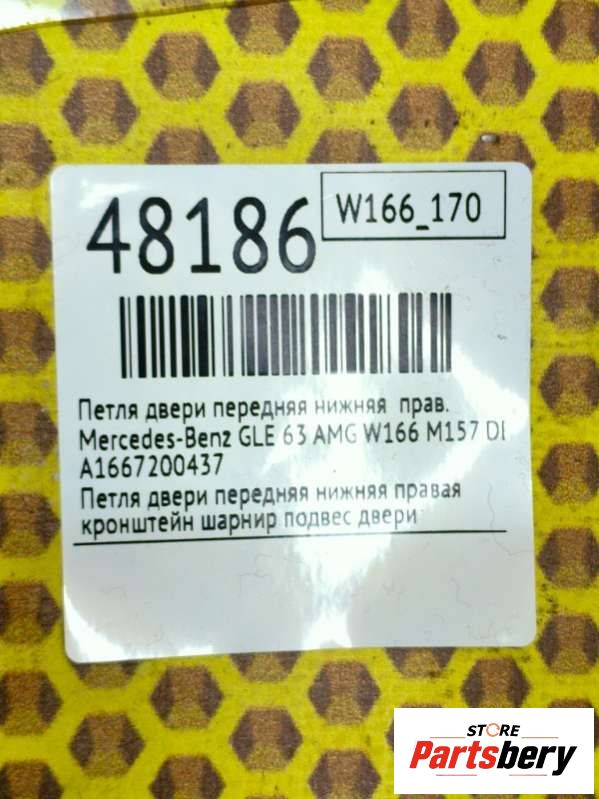 48186
W166_170
Петля двери передняя нижняя прав.
Mercedes-Benz GLE 63 AMG W166 M157 DI
A1667200437
Петля двери передняя нижняя правая
кронштейн шарнир подвес двери
STORE
Partsbery